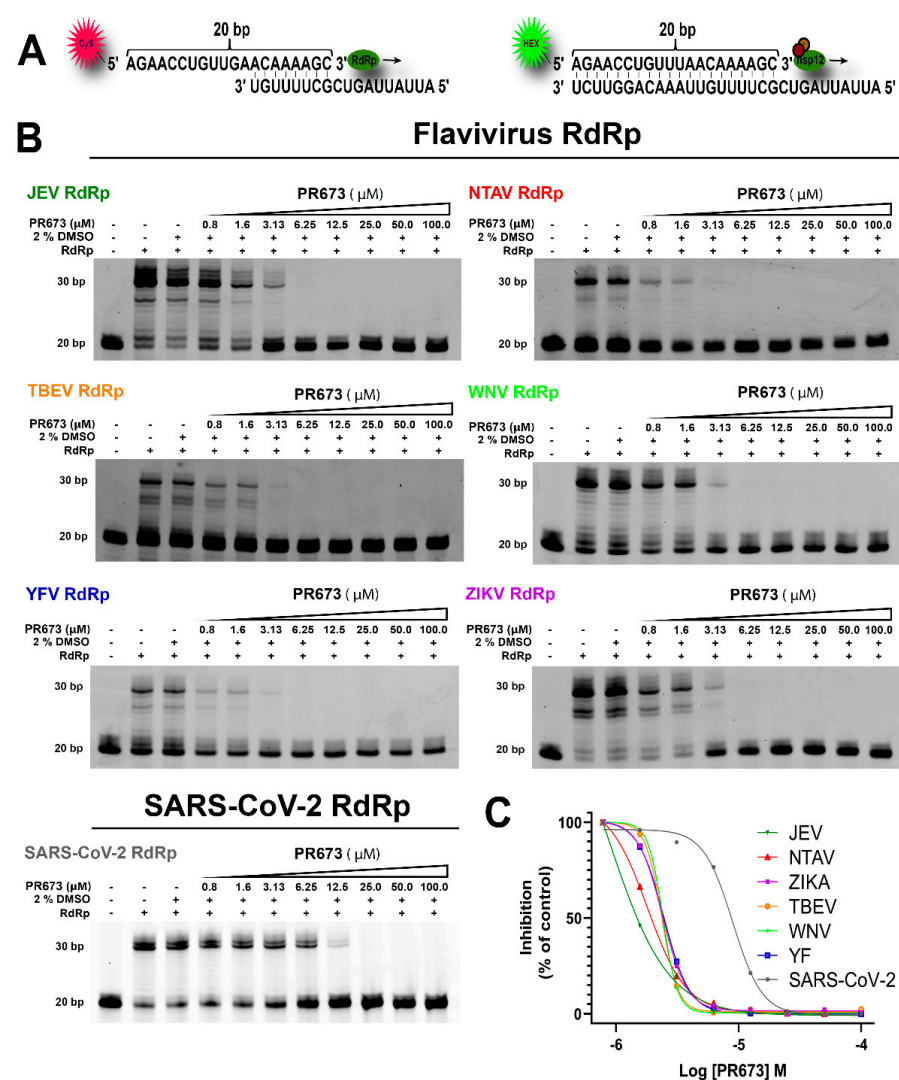 A
20 bp
Cy5
5' AGAACCUGUUGAACAAAAGC 3' RdRp
3' UGUUUUCGCUGAUUAUUA 5'
20 bp
HEX
5' AGAACCUGUUUAACAAAAGC 3' nsp12
3' UCUUGGACAAAUUGUUUUCGCUGAUUAUUA 5'
B
Flavivirus RdRp
JEV RdRp
PR673 (µM)
PR673 (µM) - - - 0.8 1.6 3.13 6.25 12.5 25.0 50.0 100.0
2 % DMSO - - + + + + + + + + +
RdRp - + + + + + + + + + +
30 bp
20 bp
NTAV RdRp
PR673 (µM)
PR673 (µM) - - - 0.8 1.6 3.13 6.25 12.5 25.0 50.0 100.0
2 % DMSO - - + + + + + + + + +
RdRp - + + + + + + + + + +
30 bp
20 bp
TBEV RdRp
PR673 (µM)
PR673 (µM) - - - 0.8 1.6 3.13 6.25 12.5 25.0 50.0 100.0
2 % DMSO - - + + + + + + + + +
RdRp - + + + + + + + + + +
30 bp
20 bp
WNV RdRp
PR673 (µM)
PR673 (µM) - - - 0.8 1.6 3.13 6.25 12.5 25.0 50.0 100.0
2 % DMSO - - + + + + + + + + +
RdRp - + + + + + + + + + +
30 bp
20 bp
YFV RdRp
PR673 (µM)
PR673 (µM) - - - 0.8 1.6 3.13 6.25 12.5 25.0 50.0 100.0
2 % DMSO - - + + + + + + + + +
RdRp - + + + + + + + + + +
30 bp
20 bp
ZIKV RdRp
PR673 (µM)
PR673 (µM) - - - 0.8 1.6 3.13 6.25 12.5 25.0 50.0 100.0
2 % DMSO - - + + + + + + + + +
RdRp - + + + + + + + + + +
30 bp
20 bp
SARS-CoV-2 RdRp
SARS-CoV-2 RdRp
PR673 (µM)
PR673 (µM) - - - 0.8 1.6 3.13 6.25 12.5 25.0 50.0 100.0
2 % DMSO - - + + + + + + + + +
RdRp - + + + + + + + + + +
30 bp
20 bp
C
Inhibition
(% of control)
100
50
0
JEV
NTAV
ZIKA
TBEV
WNV
YF
SARS-CoV-2
-6 -5 -4
Log [PR673] M